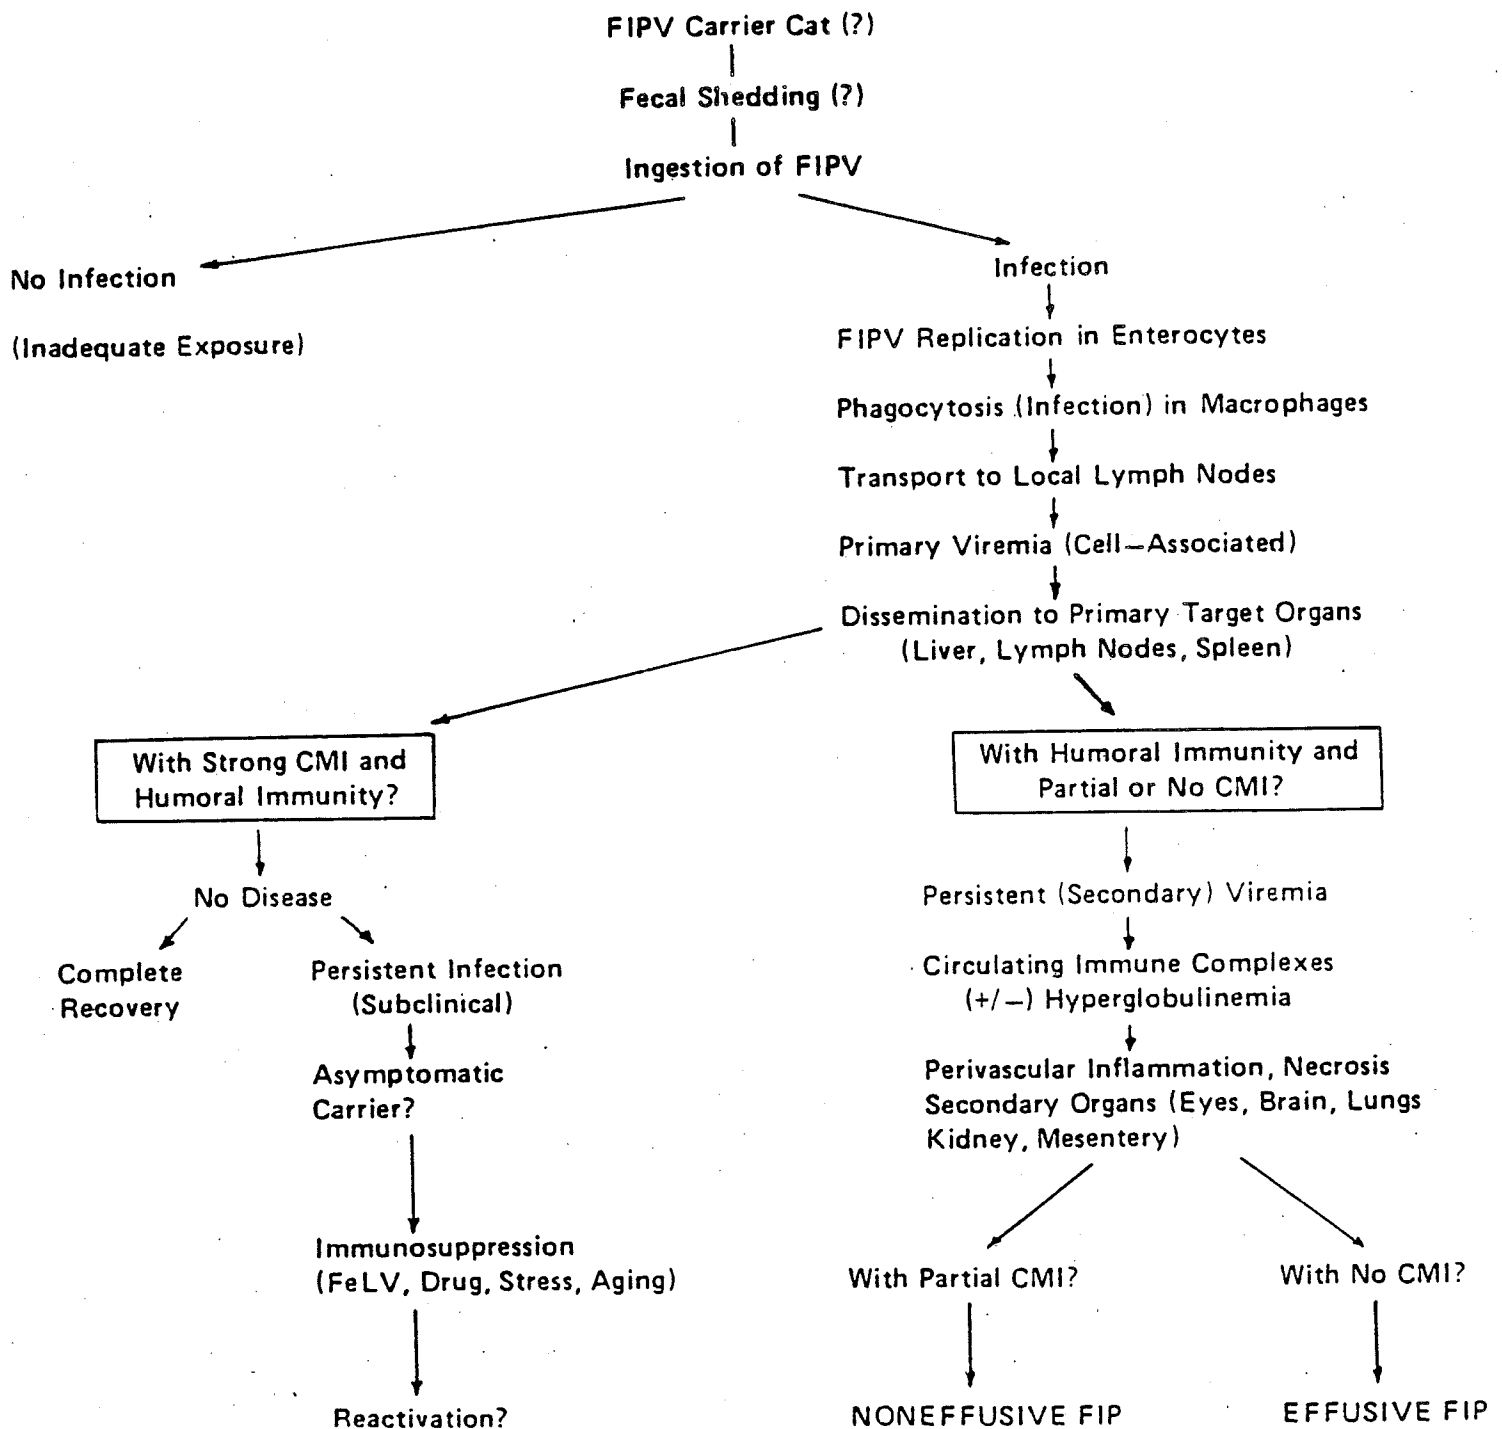 FIPV Carrier Cat (?)
Fecal Shedding (?)
Ingestion of FIPV
No Infection
(Inadequate Exposure)
Infection
FIPV Replication in Enterocytes
Phagocytosis (Infection) in Macrophages
Transport to Local Lymph Nodes
Primary Viremia (Cell—Associated)
Dissemination to Primary Target Organs
(Liver, Lymph Nodes, Spleen)
With Strong CMI and
Humoral Immunity?
No Disease
Complete
Recovery
Persistent Infection
(Subclinical)
Asymptomatic
Carrier?
Immunosuppression
(FeLV, Drug, Stress, Aging)
Reactivation?
With Humoral Immunity and
Partial or No CMI?
Persistent (Secondary) Viremia
Circulating Immune Complexes
(+/—) Hyperglobulinemia
Perivascular Inflammation, Necrosis
Secondary Organs (Eyes, Brain, Lungs
Kidney, Mesentery)
With Partial CMI?
NONEFFUSIVE FIP
With No CMI?
EFFUSIVE FIP